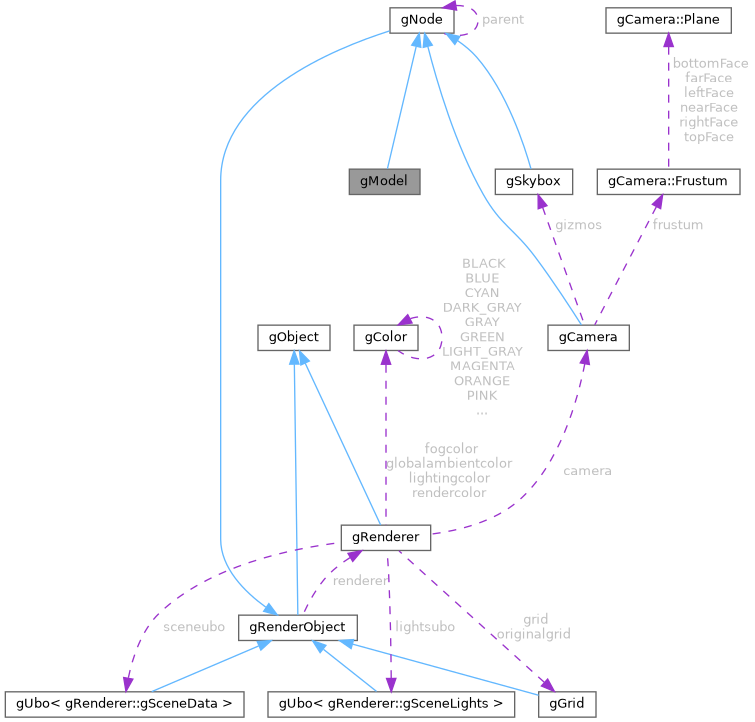 gNode
parent
gCamera::Plane
bottomFace
farFace
leftFace
nearFace
rightFace
topFace
gModel
gSkybox
gCamera::Frustum
gizmos
frustum
BLACK
BLUE
CYAN
DARK_GRAY
GRAY
GREEN
LIGHT_GRAY
MAGENTA
ORANGE
PINK
...
gObject
gColor
gCamera
fogcolor
globalambientcolor
lightingcolor
rendercolor
camera
gRenderer
renderer
sceneubo
gRenderObject
lightsubo
grid
originalgrid
gUbo< gRenderer::gSceneData >
gUbo< gRenderer::gSceneLights >
gGrid